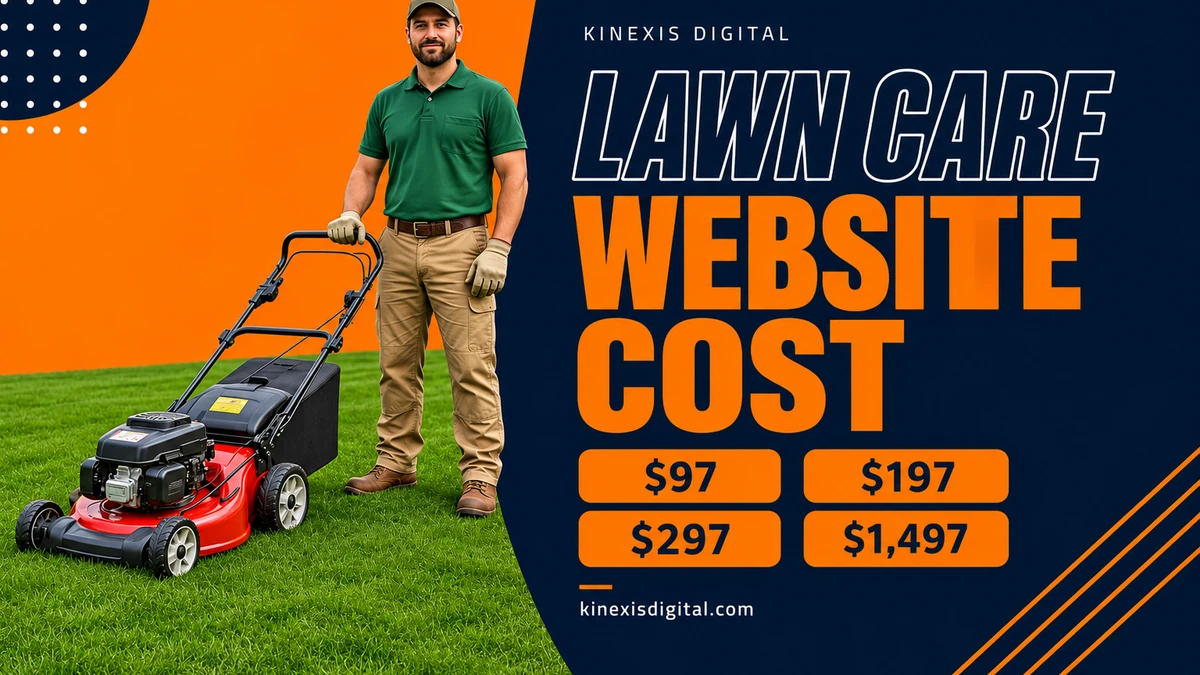 KINEXIS DIGITAL
LAWN CARE
WEBSITE
COST
$97 $197
$297 $1,497
kinexisdigital.com